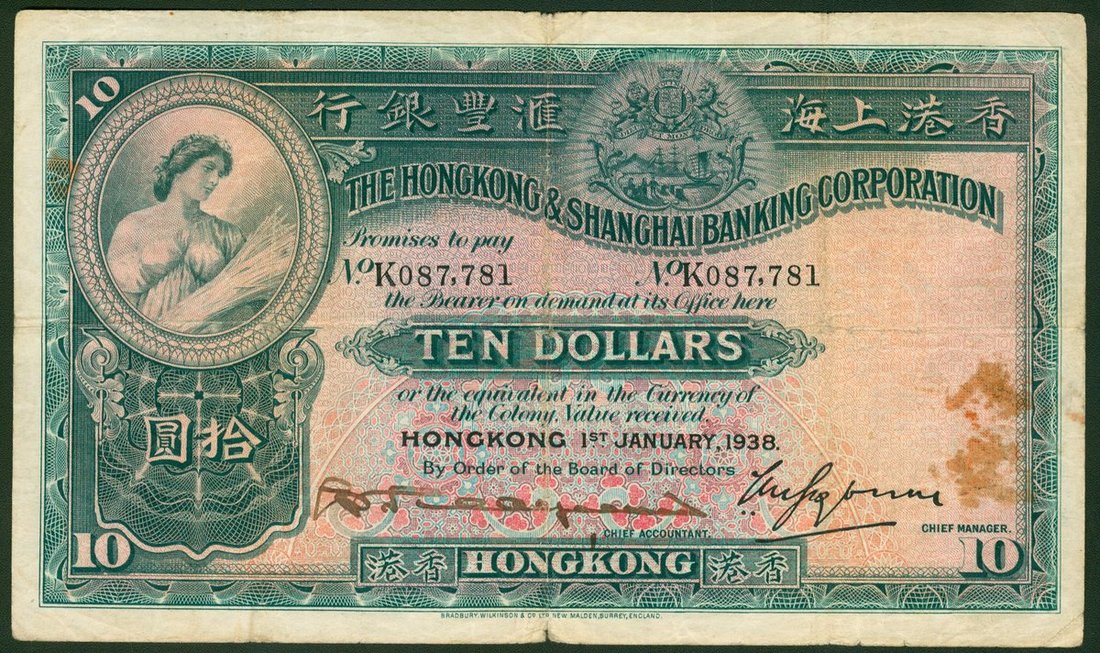 10
行銀豐滙 海上港香
THE HONGKONG & SHANGHAI BANKING CORPORATION
Promises to pay
No. K087,781 No. K087,781
the Bearer on demand at its Office here
TEN DOLLARS
or the equivalent in the Currency of
the Colony, Value received.
圓拾
HONGKONG 1ST JANUARY, 1938.
By Order of the Board of Directors
CHIEF ACCOUNTANT.
CHIEF MANAGER.
10 港香 HONGKONG 港香 10
BRADBURY, WILKINSON & CO LTD NEW MALDEN, SURREY, ENGLAND.